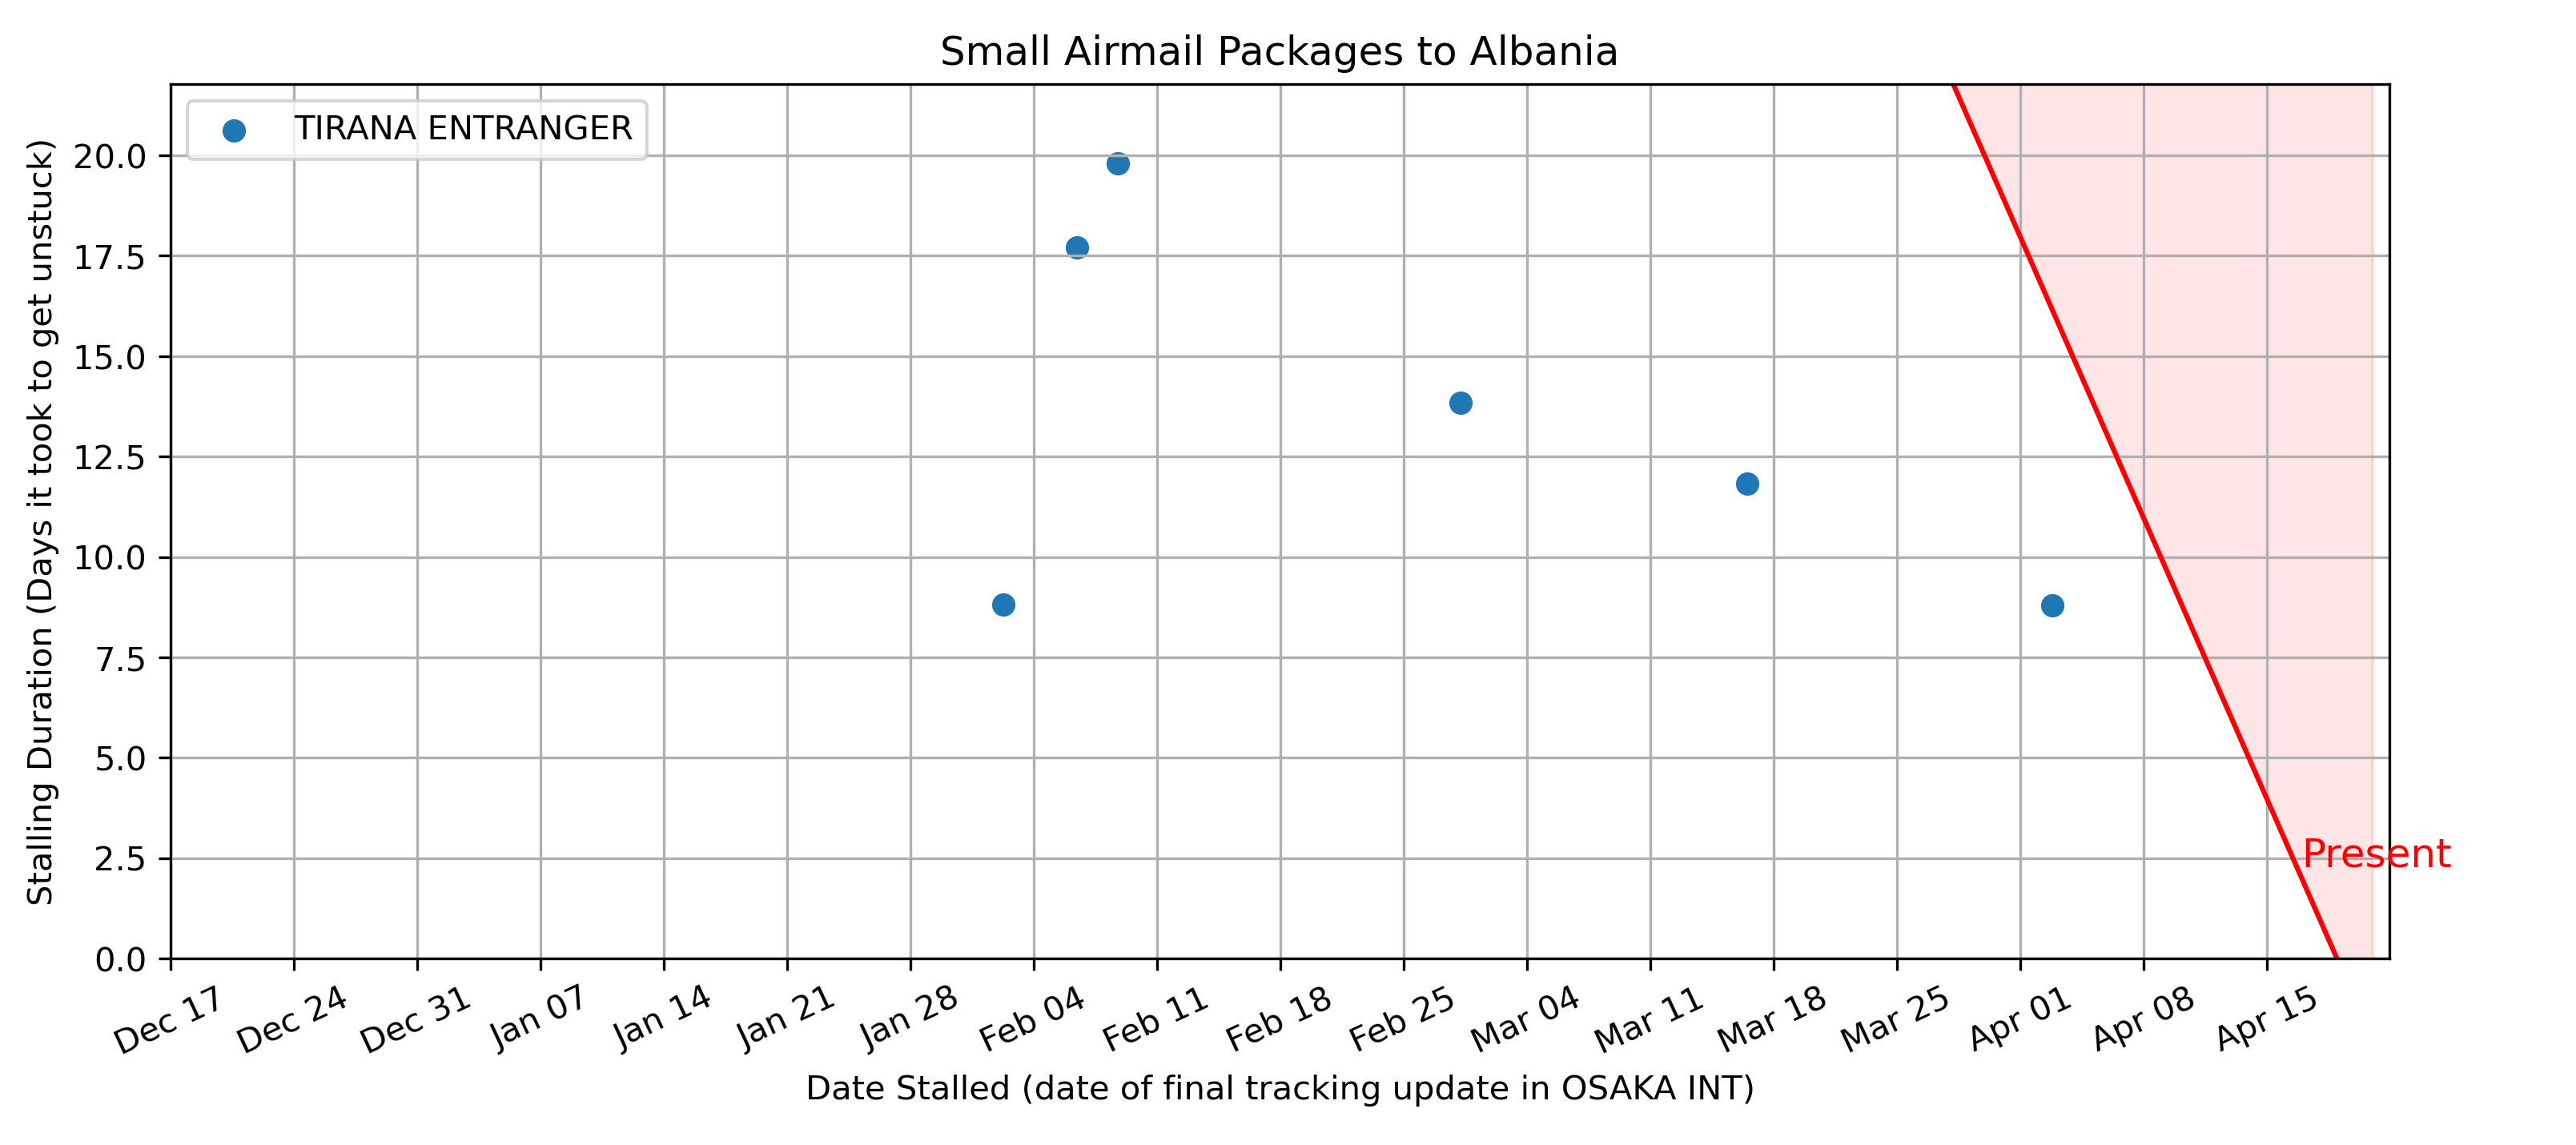 Small Airmail Packages to Albania
TIRANA ENTRANGER
Stalling Duration (Days it took to get unstuck)
20.0
17.5
15.0
12.5
10.0
7.5
5.0
2.5
0.0
Present
Dec 17 Dec 24 Dec 31 Jan 07 Jan 14 Jan 21 Jan 28 Feb 04 Feb 11 Feb 18 Feb 25 Mar 04 Mar 11 Mar 18 Mar 25 Apr 01 Apr 08 Apr 15
Date Stalled (date of final tracking update in OSAKA INT)